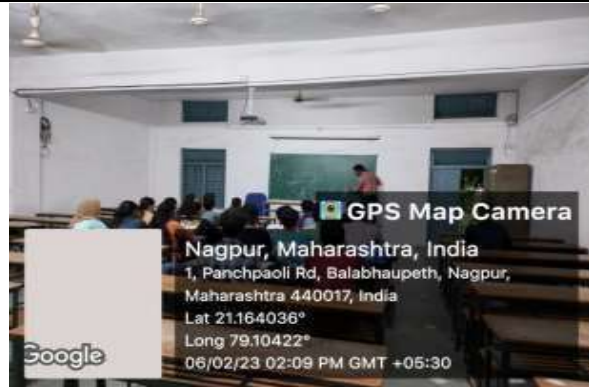 GPS Map Camera
Nagpur, Maharashtra, India
1, Panchpaoli Rd, Balabhaupeth, Nagpur,
Maharashtra 440017, India
Lat 21.164036°
Long 79.10422°
06/02/23 02:09 PM GMT +05:30
Google